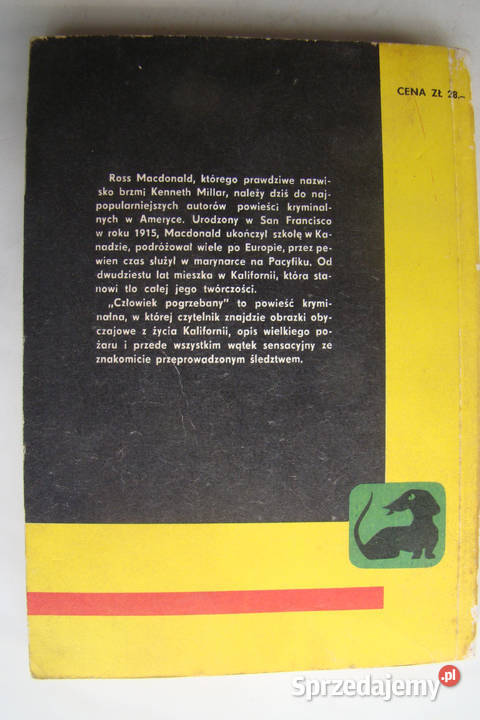 CENA ZŁ 28.–
Ross Macdonald, którego prawdziwe nazwi-
sko brzmi Kenneth Millar, należy dziś do naj-
popularniejszych autorów powieści kryminal-
nych w Ameryce. Urodzony w San Francisco
w roku 1915, Macdonald ukończył szkołę w Ka-
nadzie, podróżował wiele po Europie, przez pe-
wien czas służył w marynarce na Pacyfiku. Od
dwudziestu lat mieszka w Kalifornii, która sta-
nowi tło całej jego twórczości.
„Człowiek pogrzebany" to powieść krymi-
nalna, w której czytelnik znajdzie obrazki oby-
czajowe z życia Kalifornii, opis wielkiego po-
żaru i przede wszystkim wątek sensacyjny ze
znakomicie przeprowadzonym śledztwem.
Sprzedajemy.pl